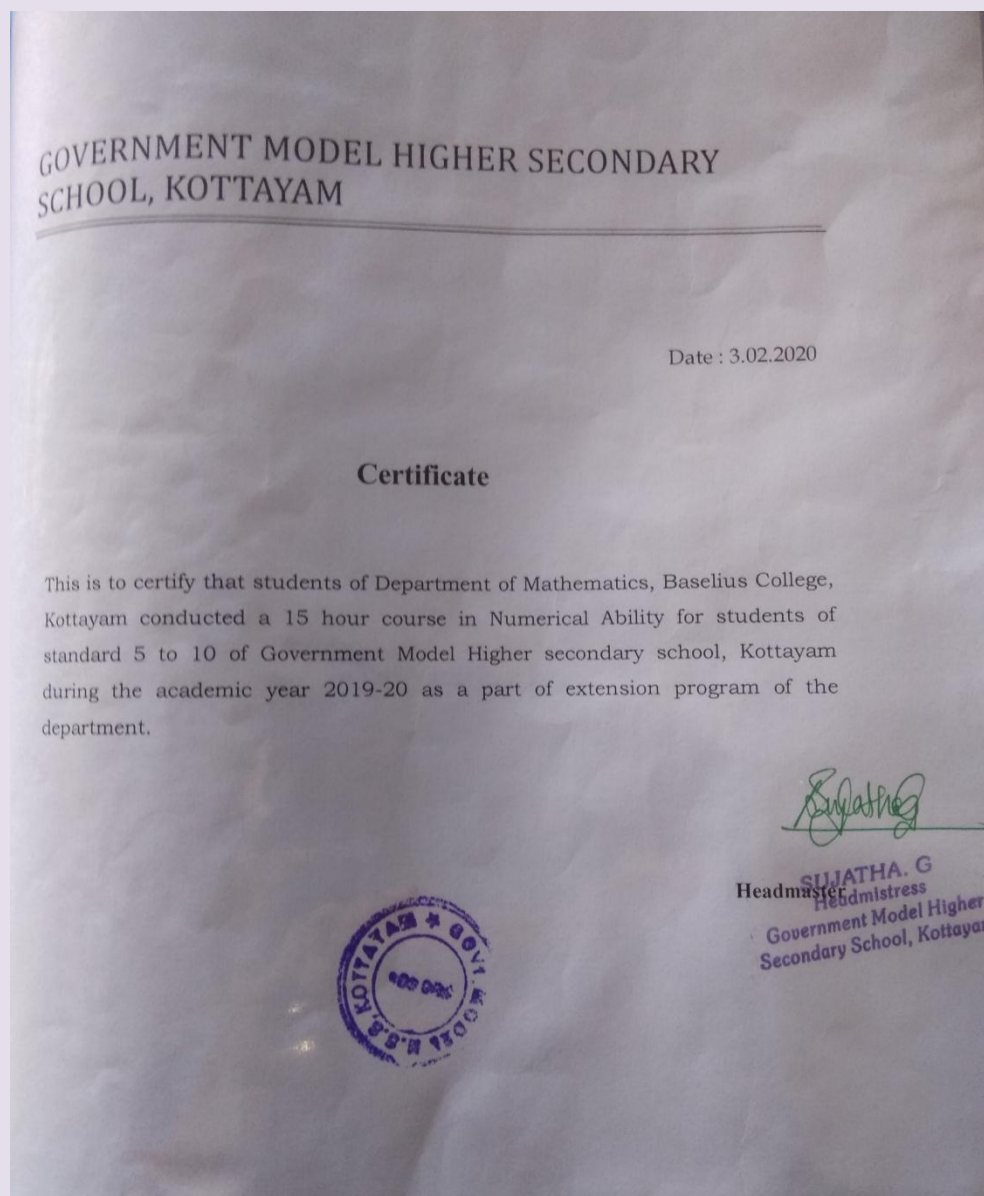 GOVERNMENT MODEL HIGHER SECONDARY
SCHOOL, KOTTAYAM
Date : 3.02.2020
Certificate
This is to certify that students of Department of Mathematics, Baselius College,
Kottayam conducted a 15 hour course in Numerical Ability for students of
standard 5 to 10 of Government Model Higher secondary school, Kottayam
during the academic year 2019-20 as a part of extension program of the
department.
Sujatha G
SUJATHA. G
Headmaster
Headmistress
Government Model Higher
Secondary School, Kottayam
GOVT. MODEL H.S.S. KOTTAYAM